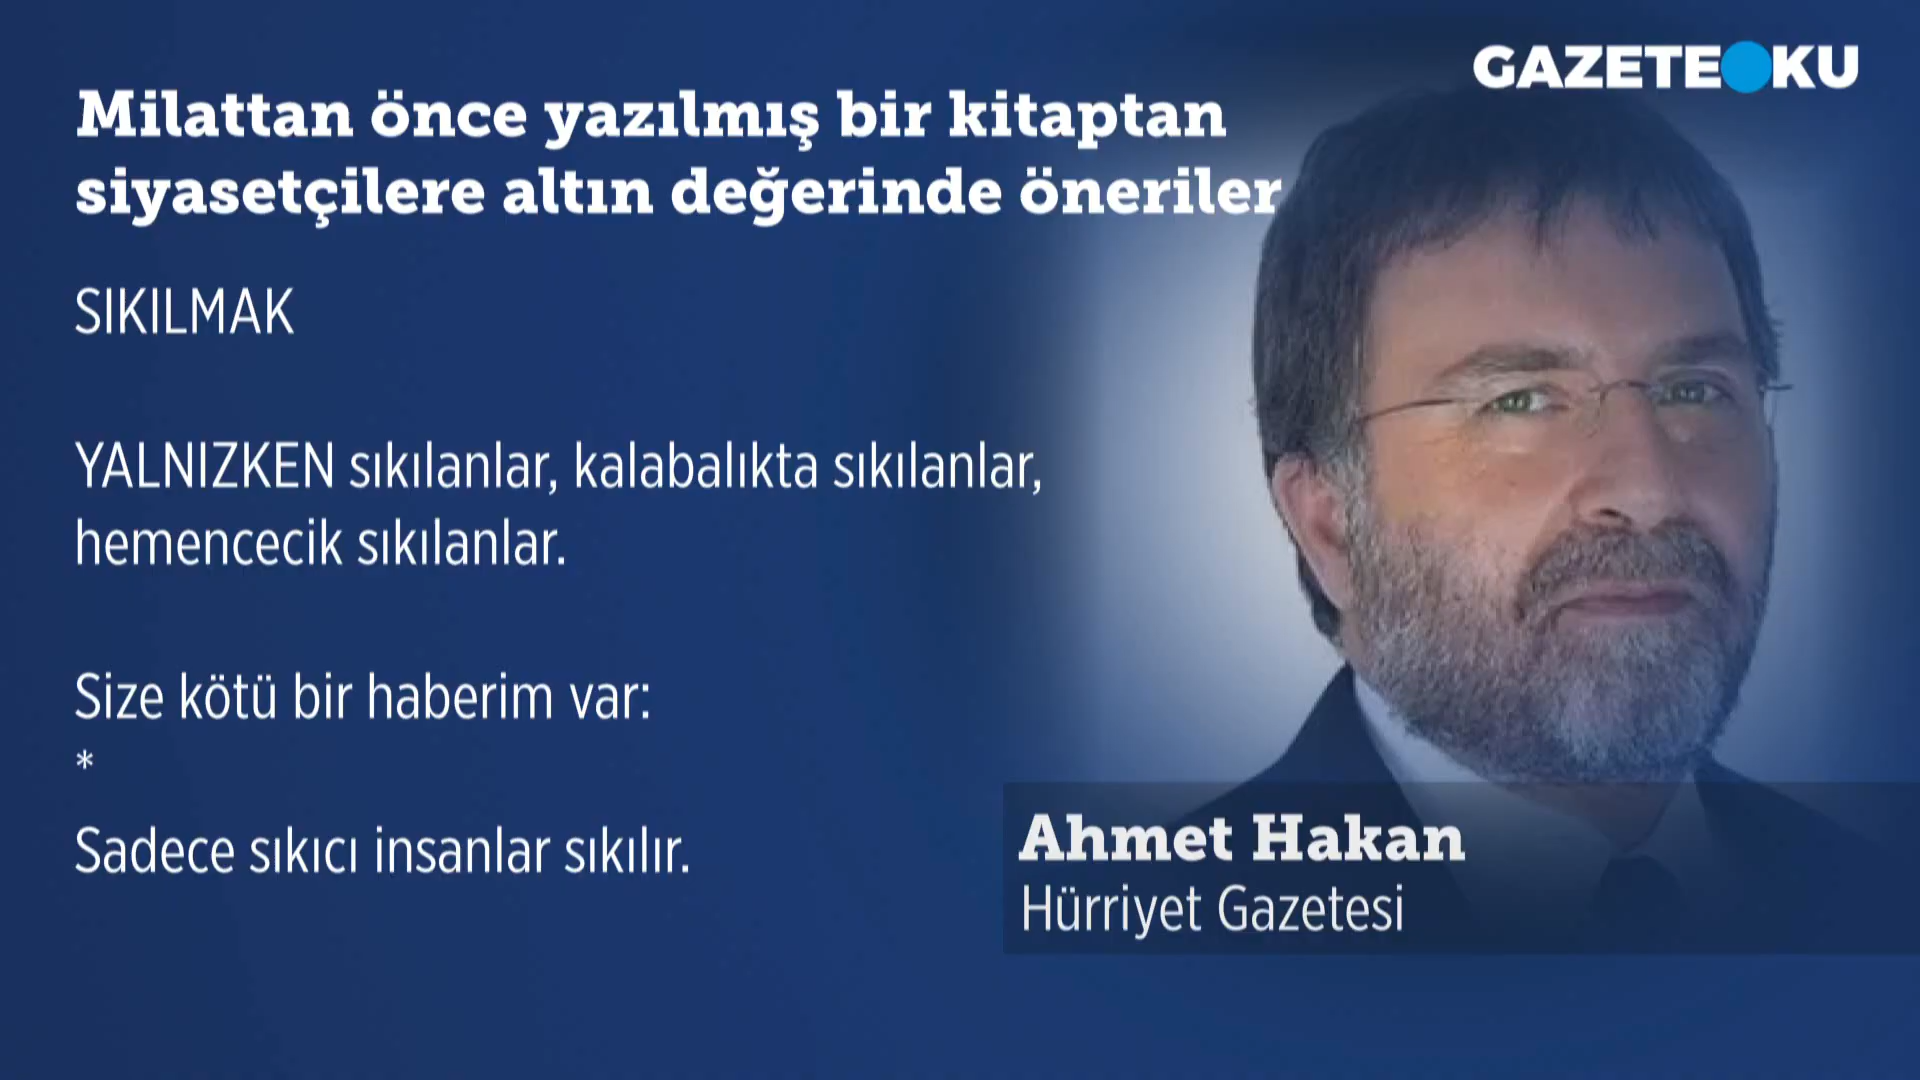 GAZETE KU
Milattan önce yazılmış bir kitaptan
siyasetçilere altın değerinde öneriler
SIKILMAK
YALNIZKEN sıkılanlar, kalabalıkta sıkılanlar,
hemencecik sıkılanlar.
Size kötü bir haberim var:
*
Sadece sıkıcı insanlar sıkılır.
Ahmet Hakan
Hürriyet Gazetesi